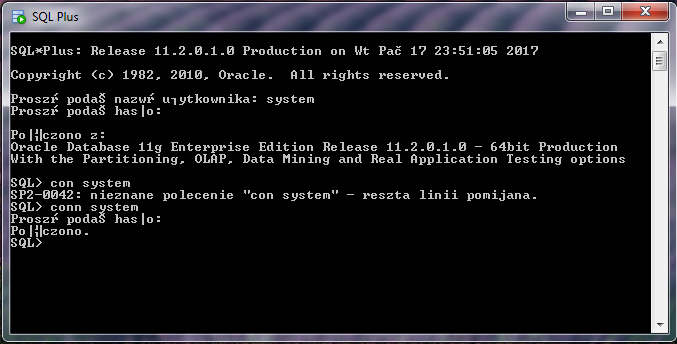 SQL Plus
SQL*Plus: Release 11.2.0.1.0 Production on Wt Pač 17 23:51:05 2017
Copyright (c) 1982, 2010, Oracle.  All rights reserved.
Proszŕ podaŠ nazwŕ u┐ytkownika: system
Proszŕ podaŠ has|o:
Po|¦|czono z:
Oracle Database 11g Enterprise Edition Release 11.2.0.1.0 - 64bit Production
With the Partitioning, OLAP, Data Mining and Real Application Testing options
SQL> con system
SP2-0042: nieznane polecenie "con system" - reszta linii pomijana.
SQL> conn system
Proszŕ podaŠ has|o:
Po|¦|czono.
SQL>